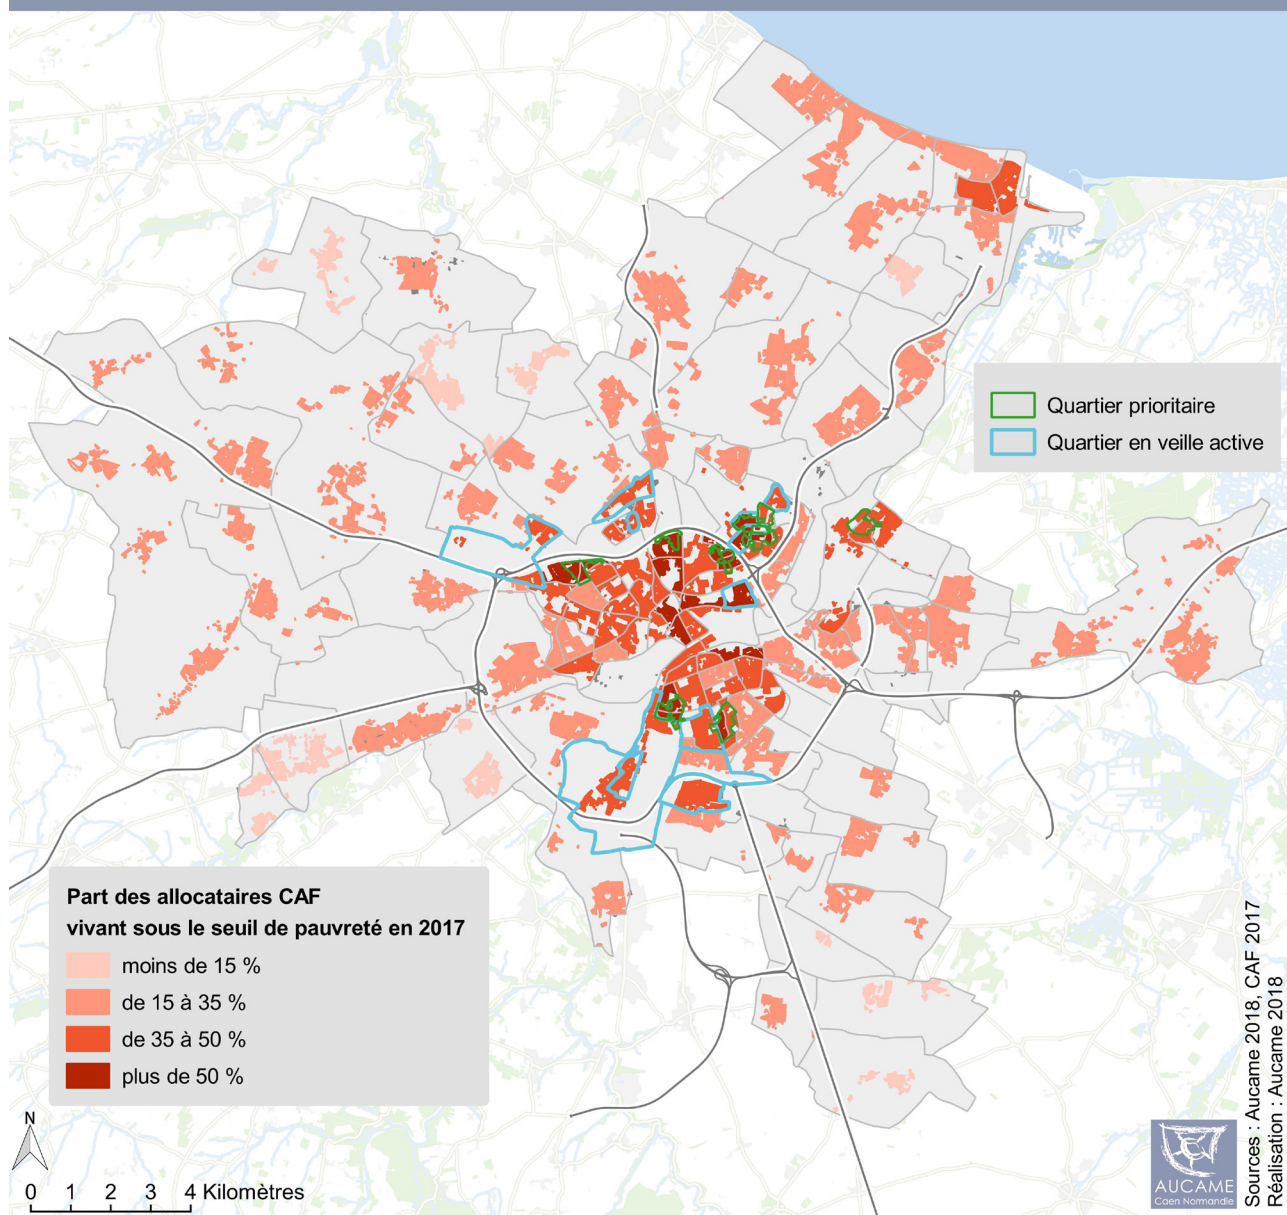 Quartier prioritaire
Quartier en veille active
Part des allocataires CAF
vivant sous le seuil de pauvreté en 2017
moins de 15 %
de 15 à 35 %
de 35 à 50 %
plus de 50 %
N
0 1 2 3 4 Kilomètres
AUCAME
Caen Normandie
Sources : Aucame 2018, CAF 2017
Réalisation : Aucame 2018